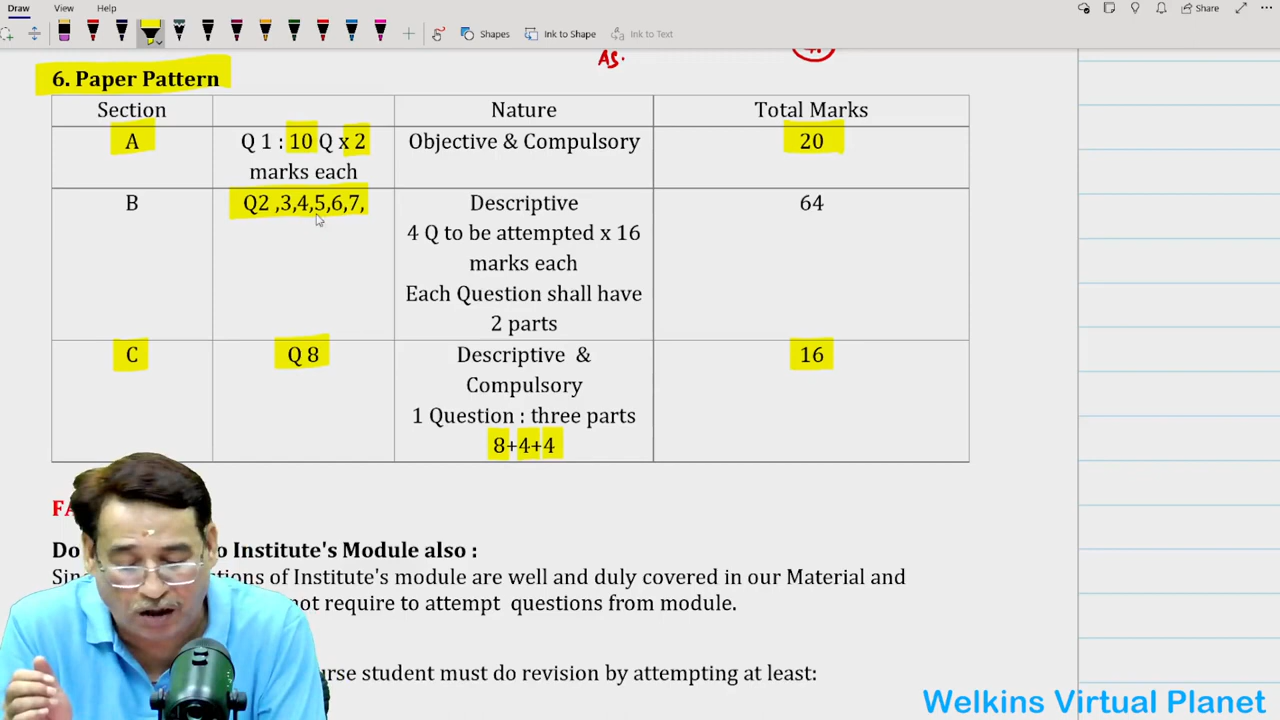 Draw View Help
Shapes Ink to Shape Ink to Text Share
AS.
6. Paper Pattern
Section Nature Total Marks
A Q 1 : 10 Q x 2 marks each Objective & Compulsory 20
B Q2 ,3,4,5,6,7, Descriptive 64
4 Q to be attempted x 16
marks each
Each Question shall have
2 parts
C Q 8 Descriptive & 16
Compulsory
1 Question : three parts
8+4+4
Do Institute's Module also :
of Institute's module are well and duly covered in our Material and
not require to attempt questions from module.
student must do revision by attempting at least:
Welkins Virtual Planet